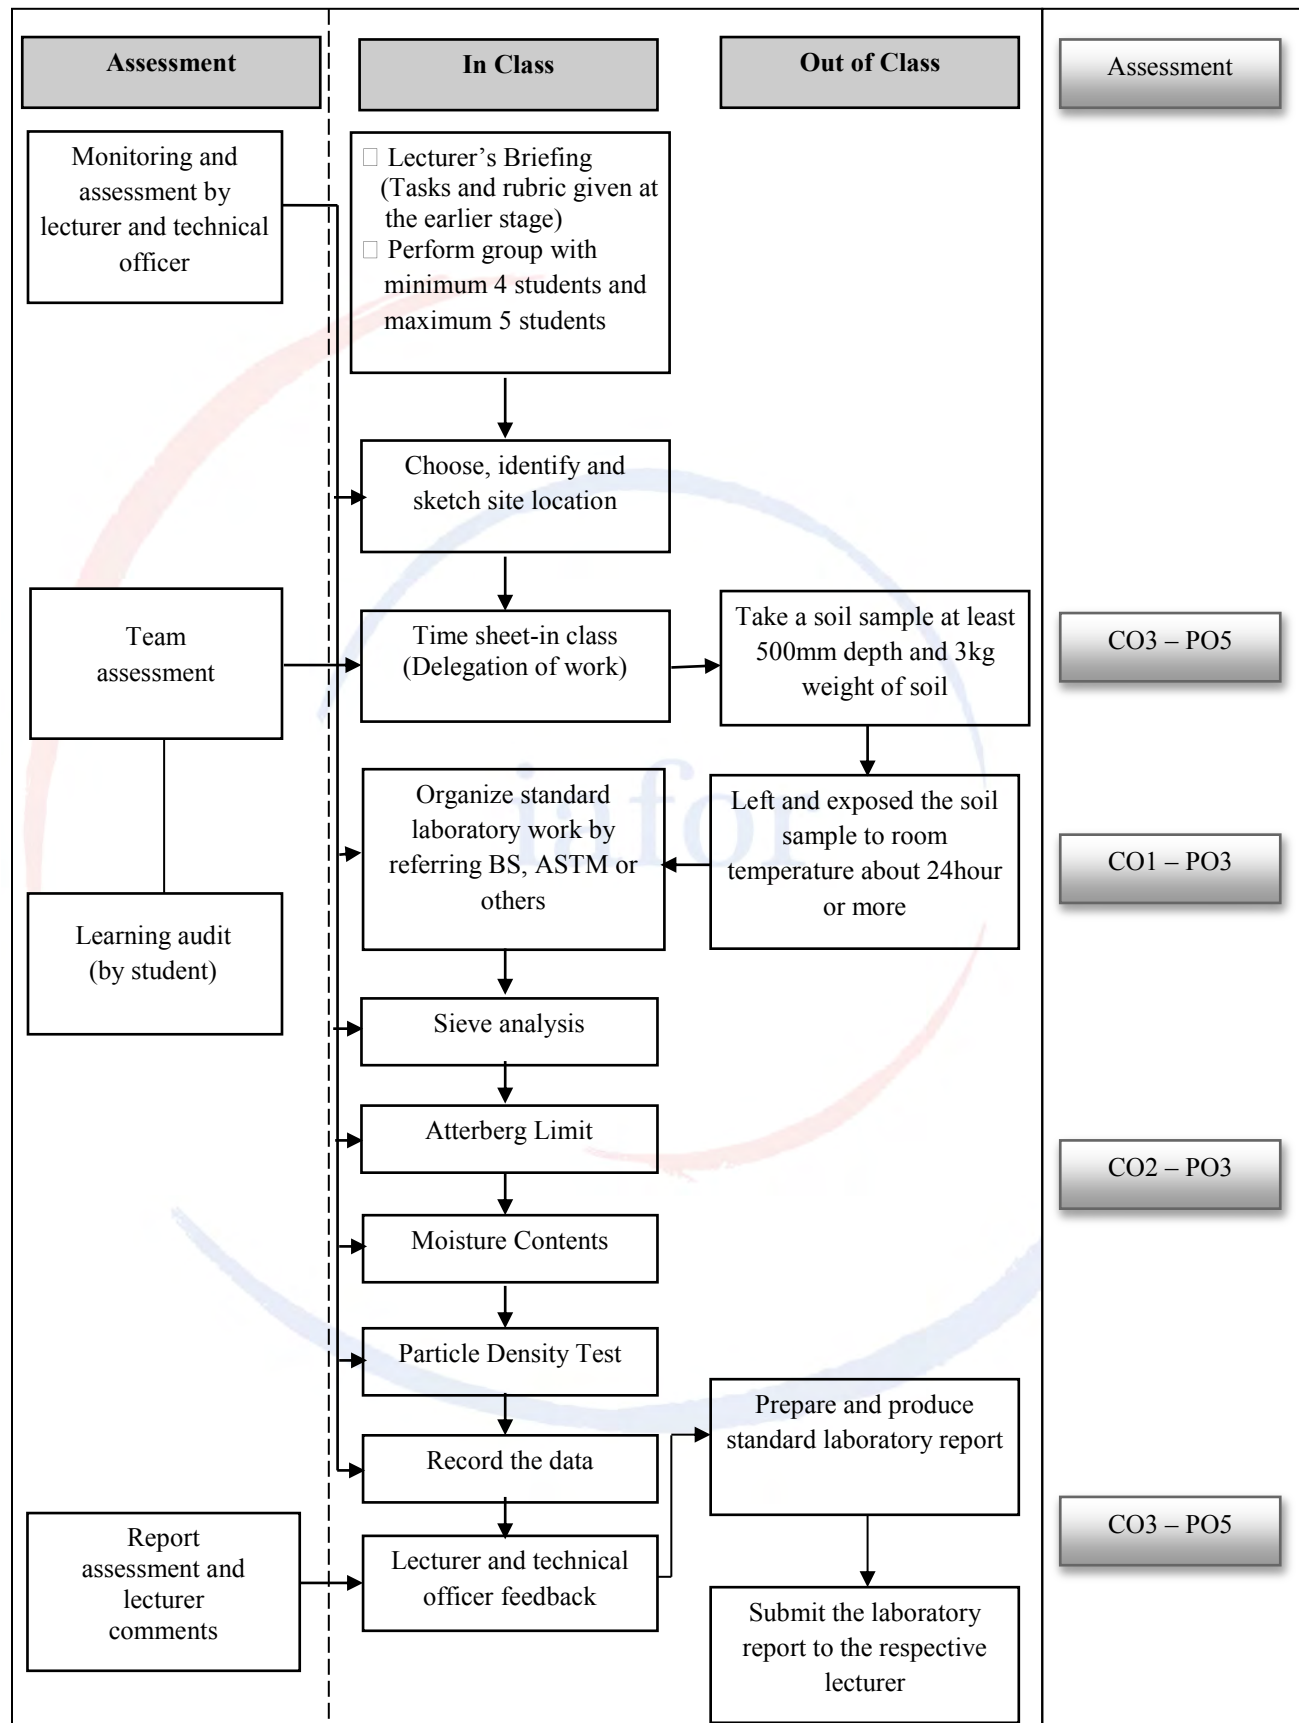 Assessment
In Class
Out of Class
Assessment
Monitoring and
assessment by
lecturer and technical
officer
Lecturer’s Briefing
(Tasks and rubric given at
the earlier stage)
Perform group with
minimum 4 students and
maximum 5 students
Choose, identify and
sketch site location
Team
assessment
Time sheet-in class
(Delegation of work)
Take a soil sample at least
500mm depth and 3kg
weight of soil
CO3 – PO5
Organize standard
laboratory work by
referring BS, ASTM or
others
Left and exposed the soil
sample to room
temperature about 24hour
or more
CO1 – PO3
iafor
Learning audit
(by student)
Sieve analysis
Atterberg Limit
CO2 – PO3
Moisture Contents
Particle Density Test
Record the data
Prepare and produce
standard laboratory report
Report
assessment and
lecturer
comments
Lecturer and technical
officer feedback
CO3 – PO5
Submit the laboratory
report to the respective
lecturer